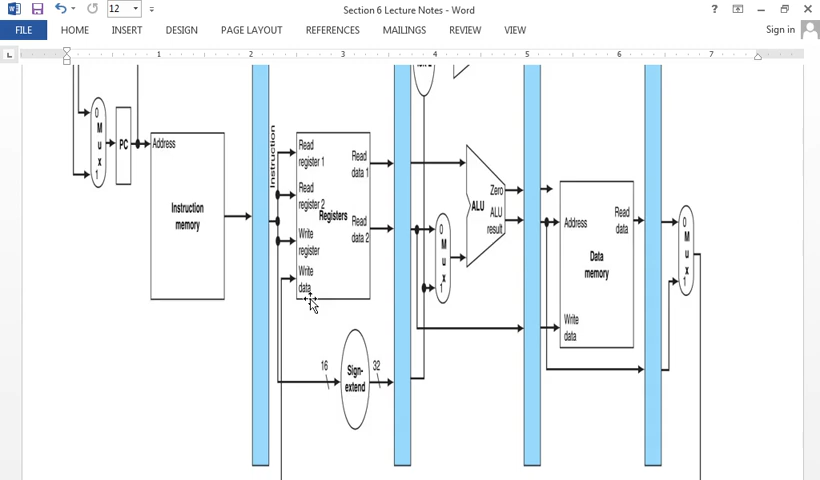 Section 6 Lecture Notes - Word
12
?
FILE HOME INSERT DESIGN PAGE LAYOUT REFERENCES MAILINGS REVIEW VIEW Sign in
1 2 3 4 5 6 7
0
M
u
x
1
PC
Address
Instruction
memory
Instruction
Read
register 1
Read
register 2
Registers
Write
register
Write
data
Read
data 1
Read
data 2
16
Sign-
extend
32
0
M
u
x
1
Zero
ALU
ALU
result
Address
Read
data
Data
memory
Write
data
0
M
u
x
1